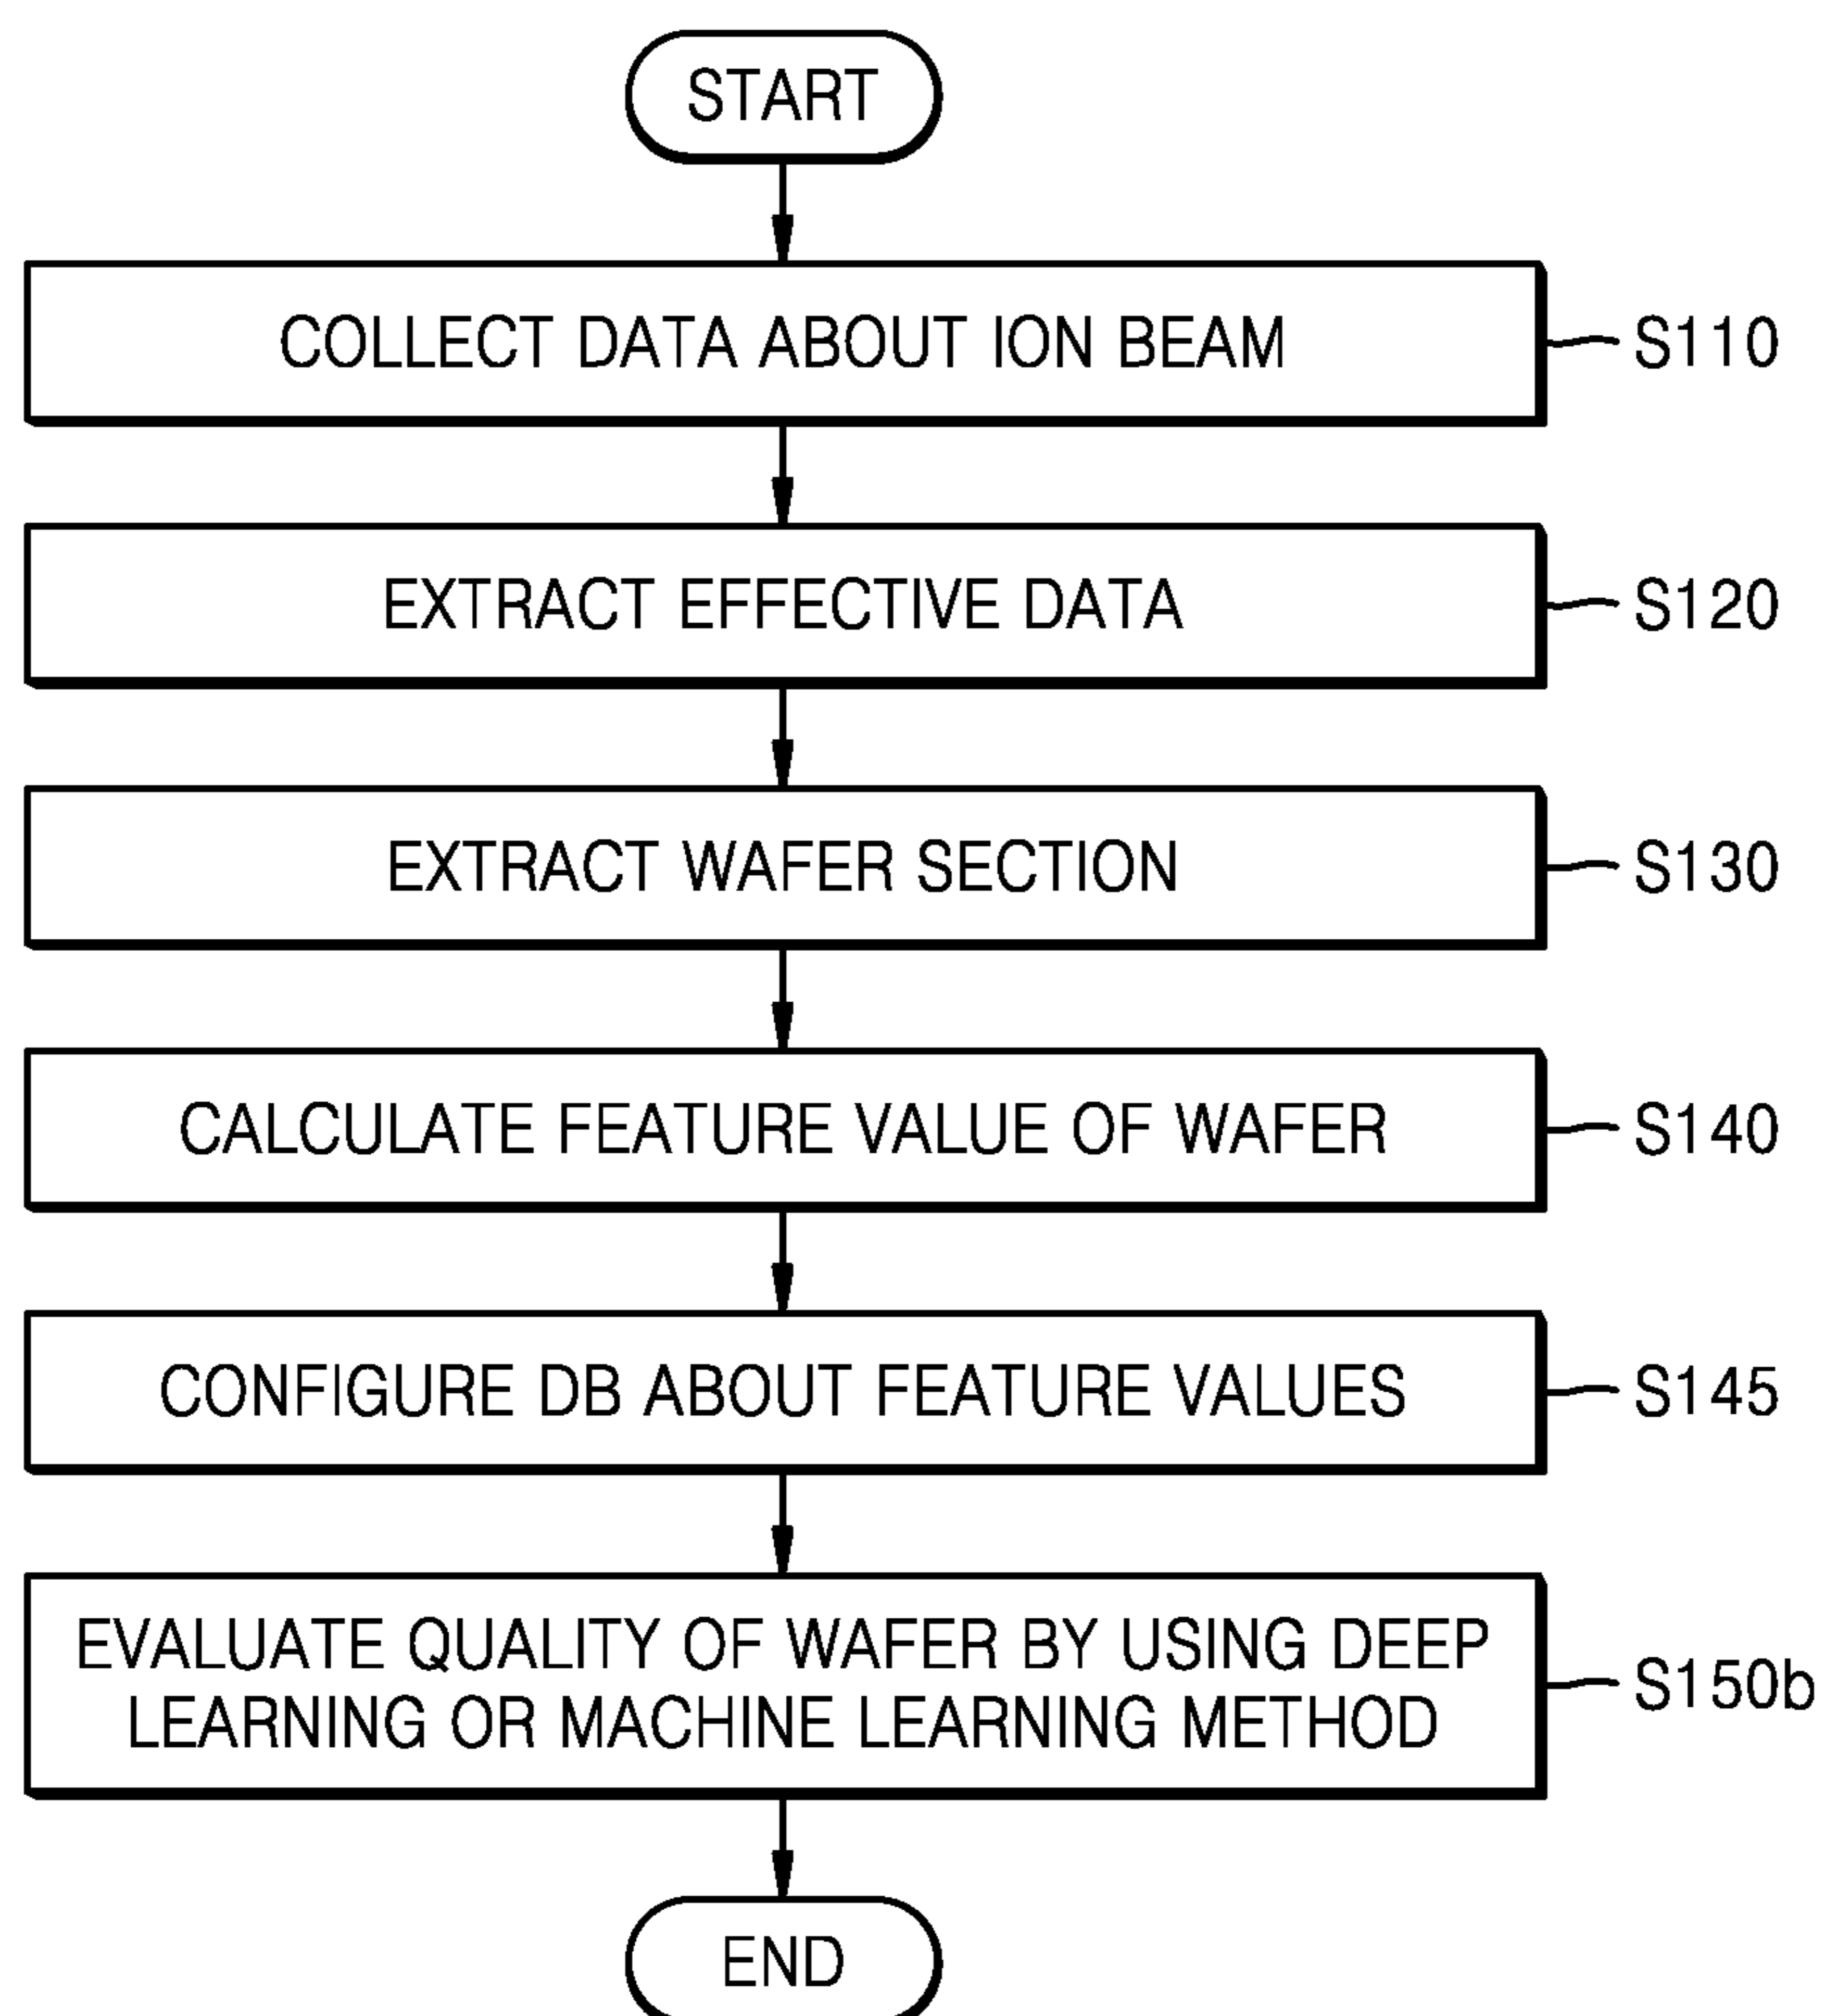 START
COLLECT DATA ABOUT ION BEAM
S110
EXTRACT EFFECTIVE DATA
S120
EXTRACT WAFER SECTION
S130
CALCULATE FEATURE VALUE OF WAFER
S140
CONFIGURE DB ABOUT FEATURE VALUES
S145
EVALUATE QUALITY OF WAFER BY USING DEEP
LEARNING OR MACHINE LEARNING METHOD
S150b
END